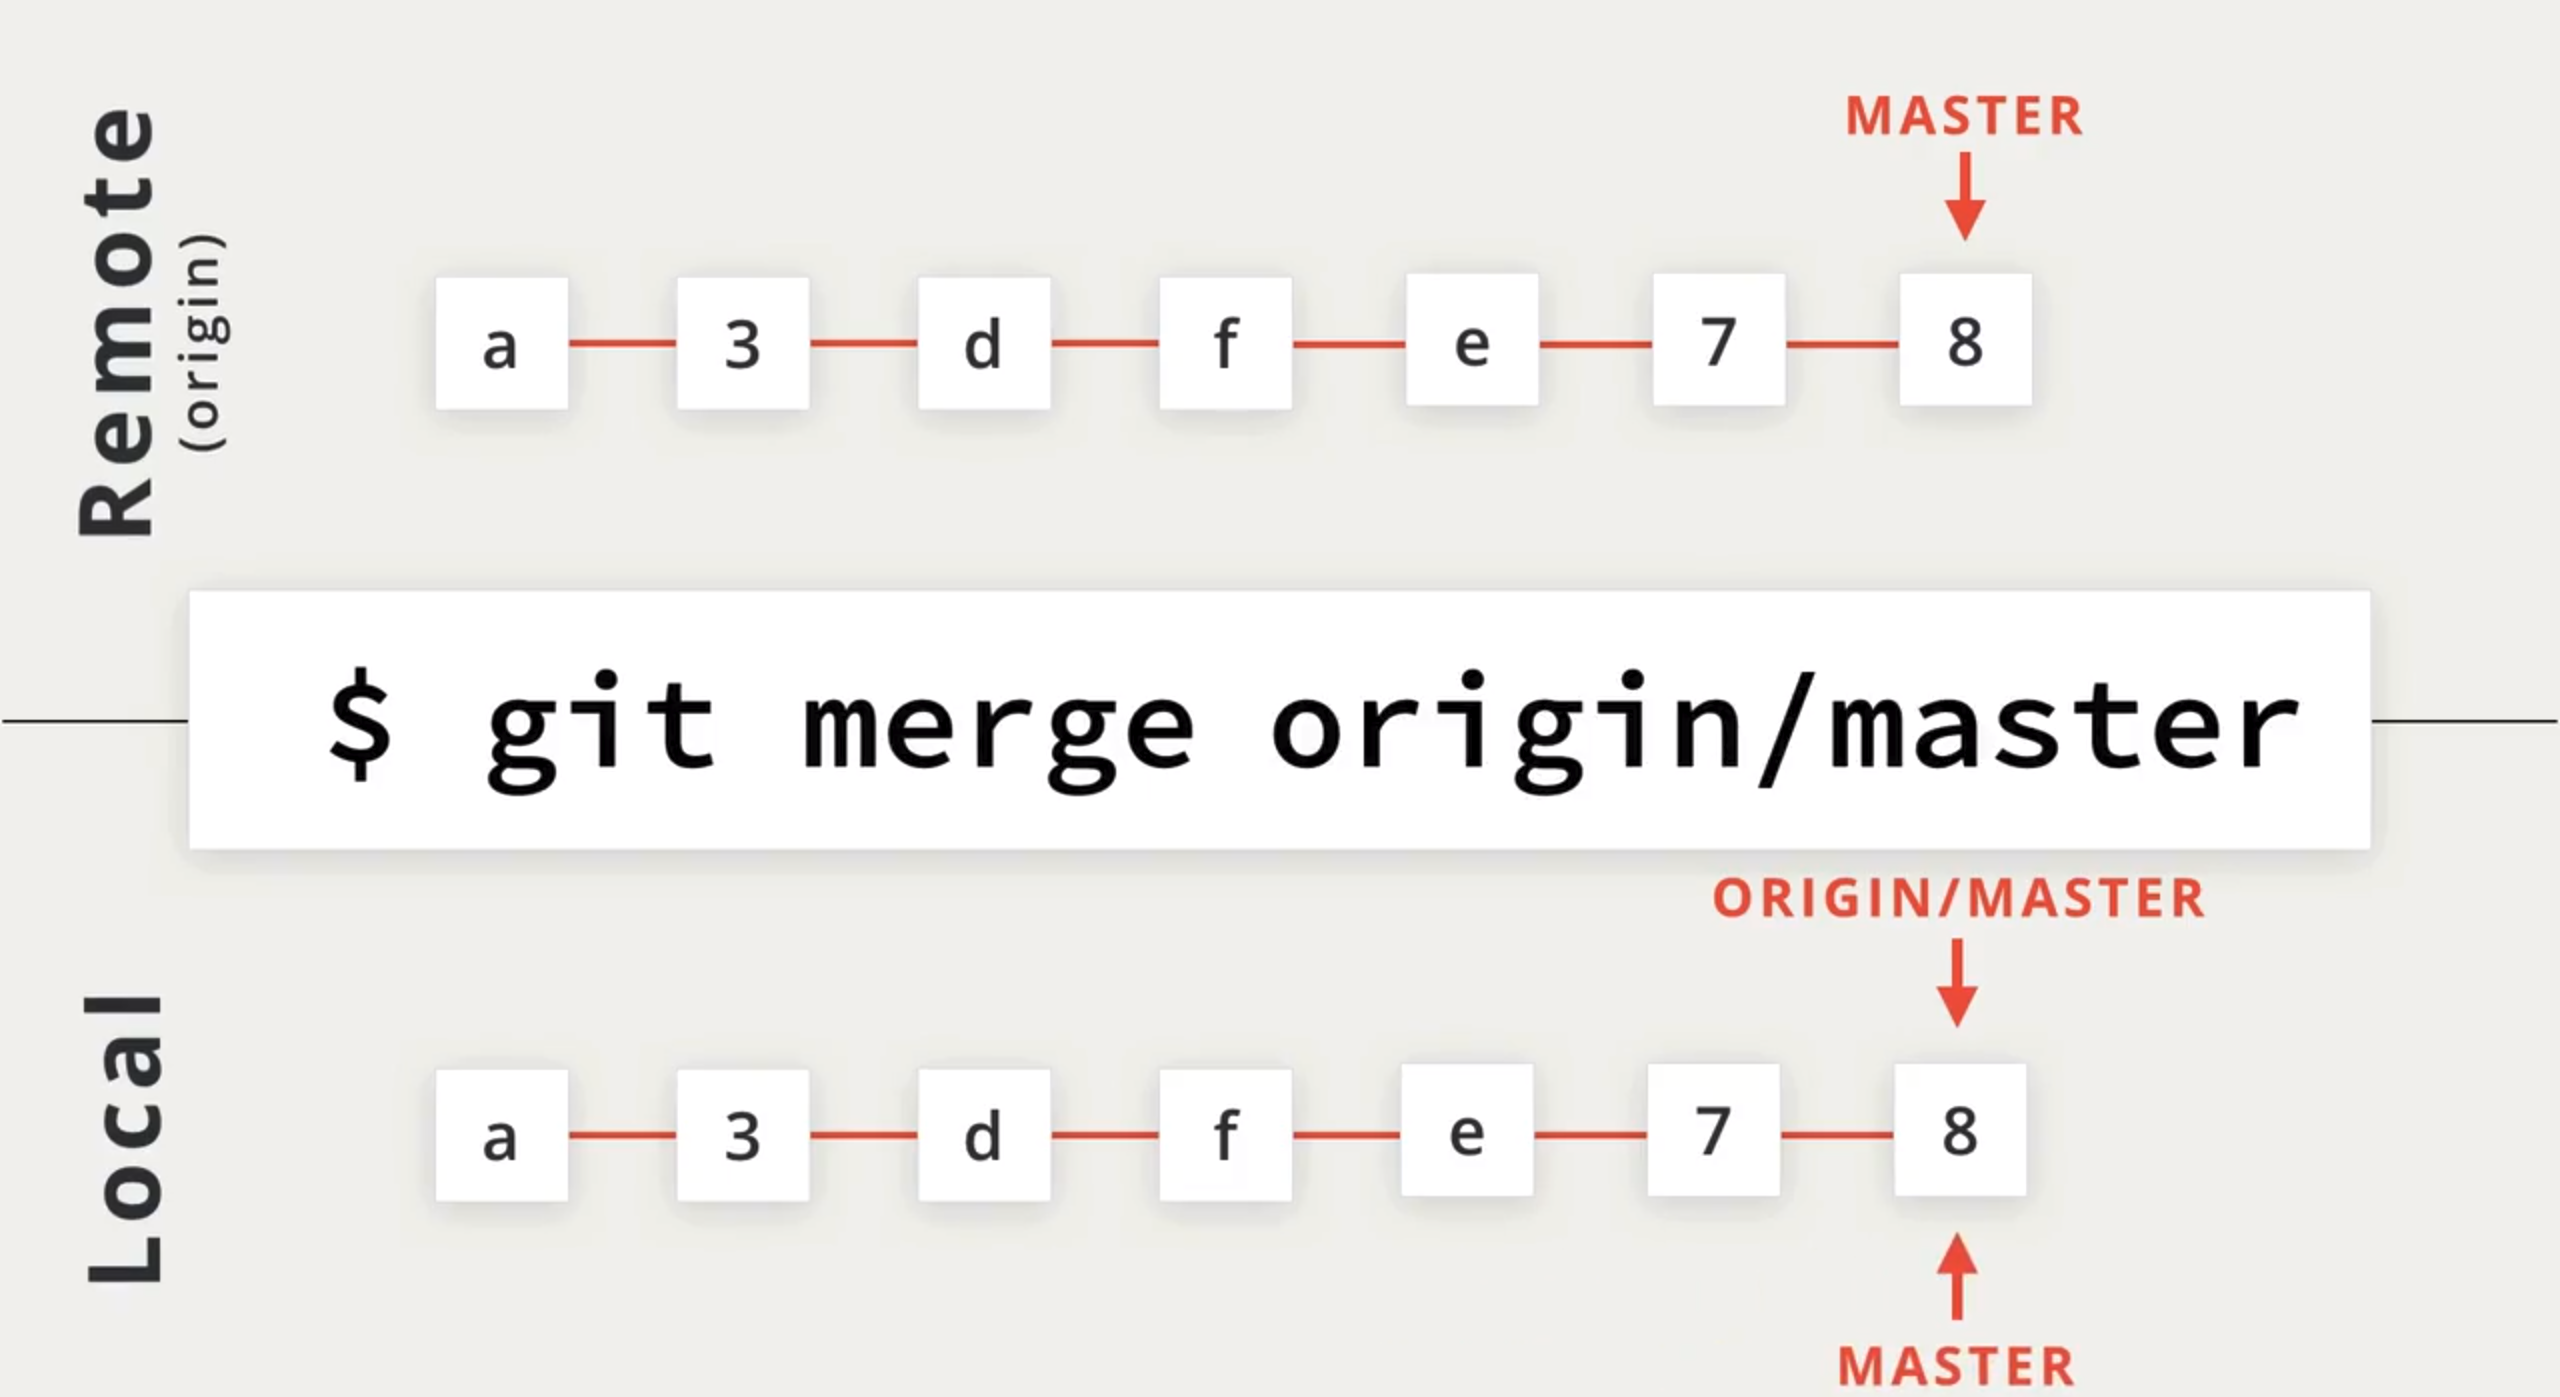 Remote
(origin)
MASTER
a 3 d f e 7 8
$ git merge origin/master
Local
ORIGIN/MASTER
a 3 d f e 7 8
MASTER